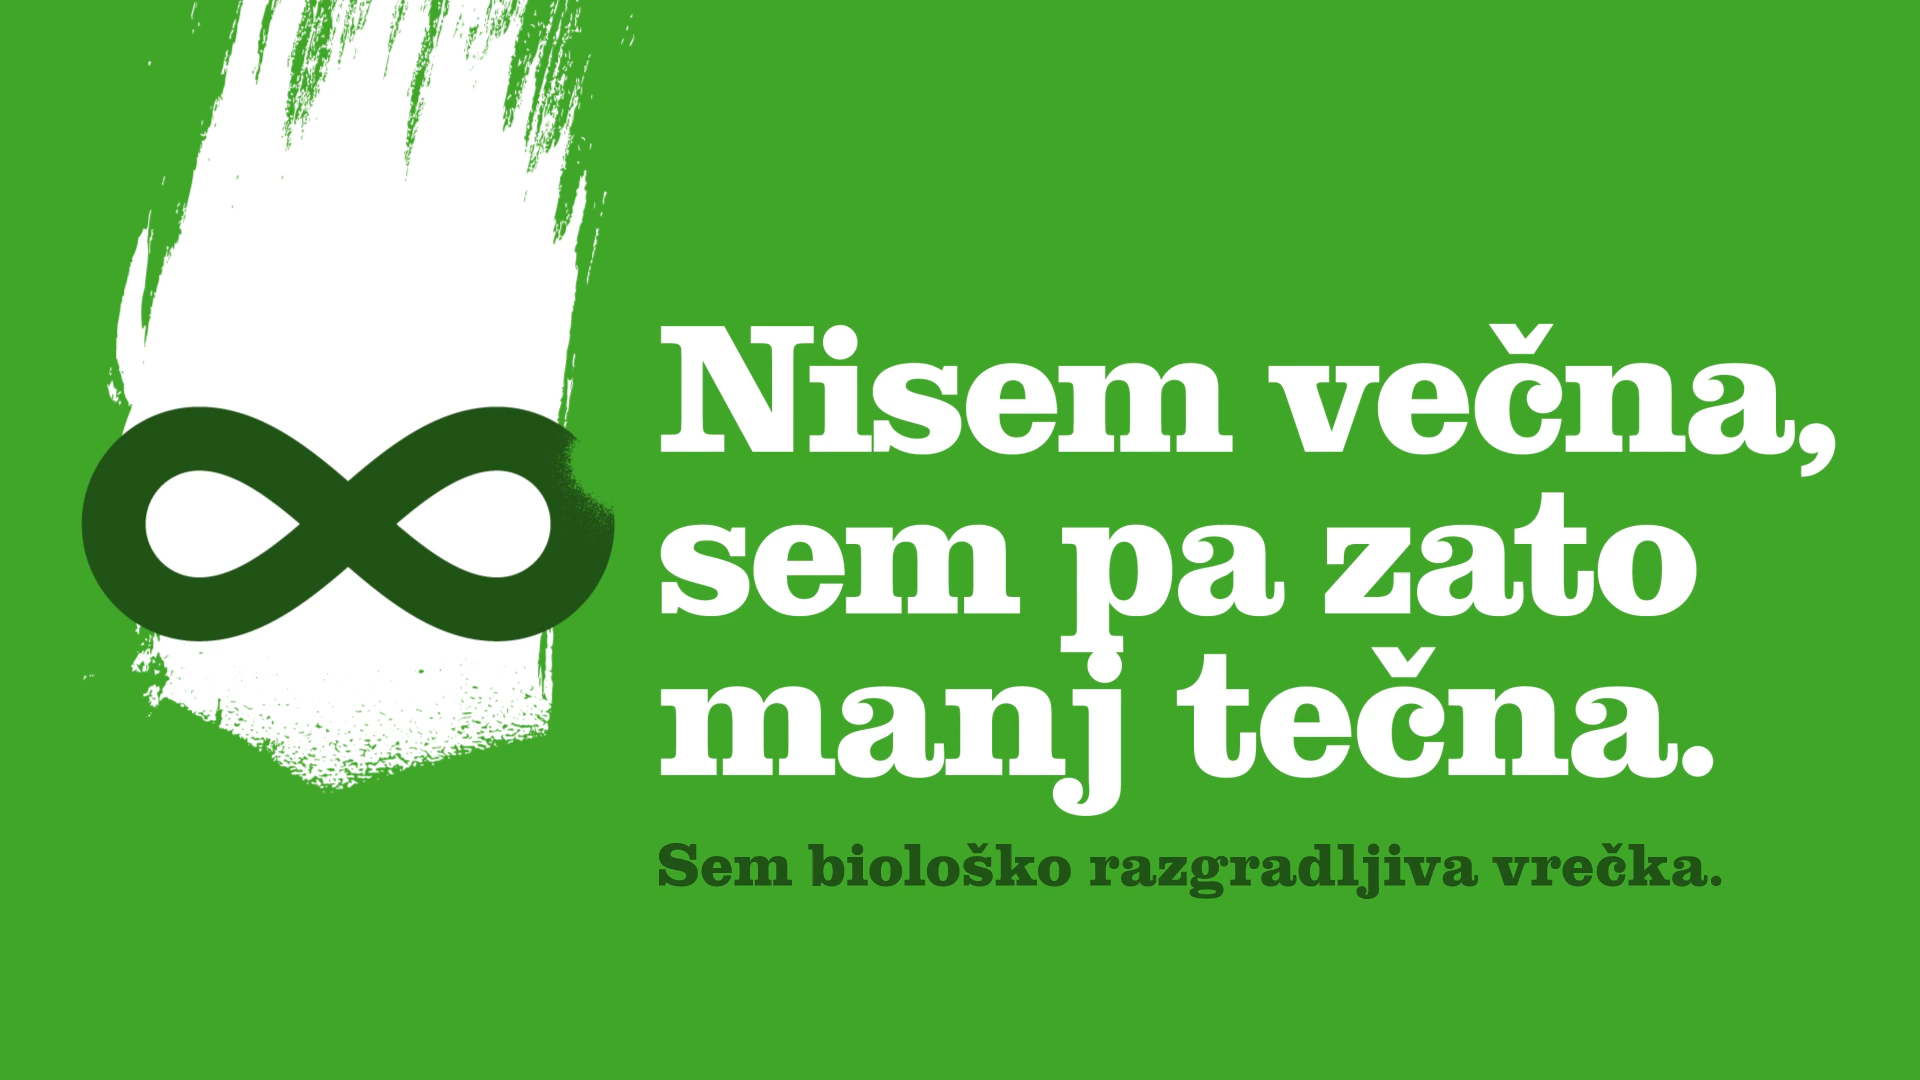 Nisem večna,
sem pa zato
manj tečna.
Sem biološko razgradljiva vrečka.